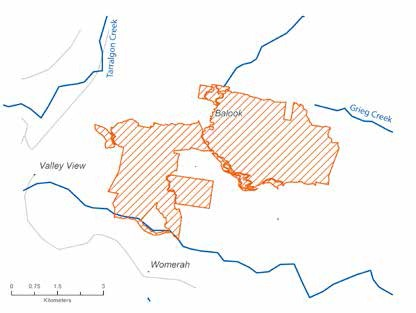 Tarralgon Creek
Balook
Grieg Creek
Valley View
Womerah
0 0.75 1.5 3
Kilometers